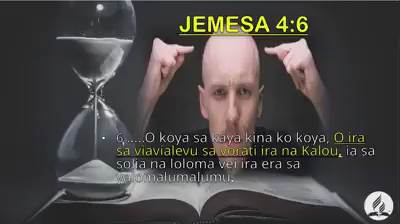 JEMESA 4:6
• 6......O koya sa kaya kina ko koya, O ira
sa viavialevu sa vorati ira na Kalou, ia sa
solia na loloma vei ira era sa
yalomalumalumu.